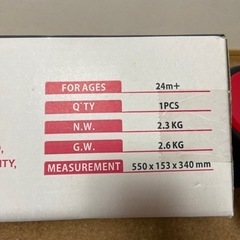 FOR AGES 24m+
Q'TY 1PCS
N.W. 2.3 KG
G.W. 2.6 KG
MEASUREMENT 550 x 153 x 340 mm